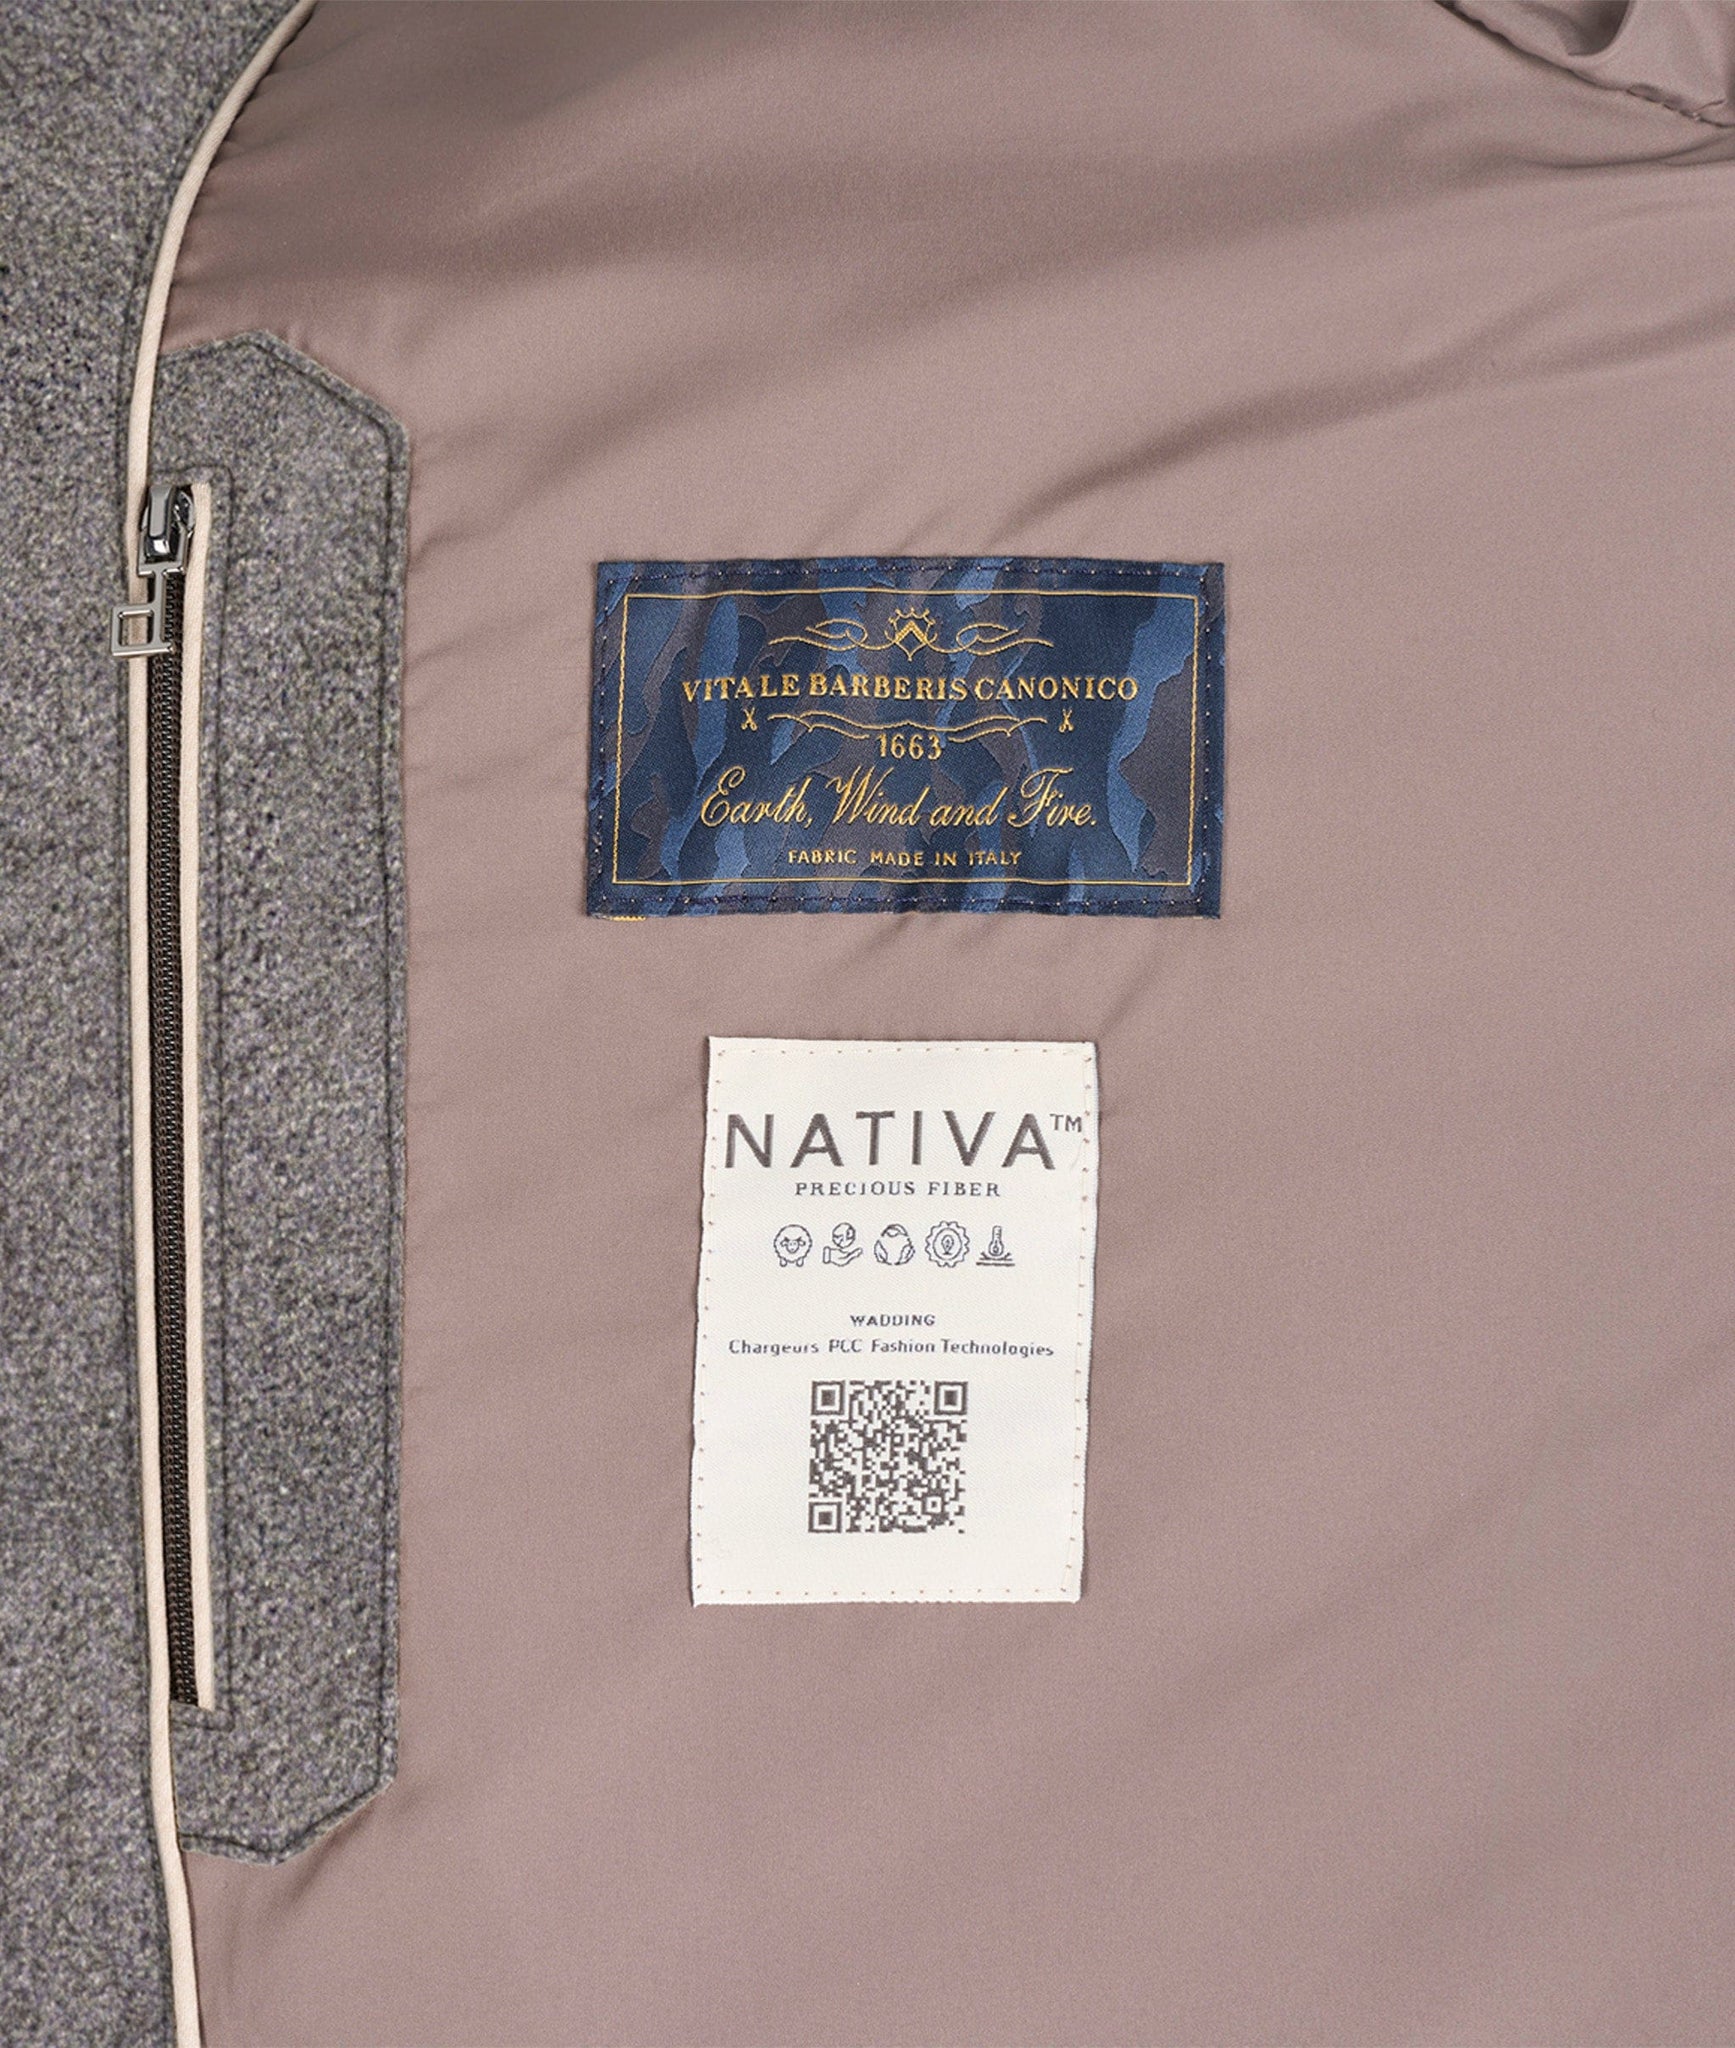 VITALE BARBERIS CANONICO
1663
Earth, Wind and Fire.
FABRIC MADE IN ITALY
NATIVA™
PRECIOUS FIBER
WADDING
Chargeurs PCC Fashion Technologies